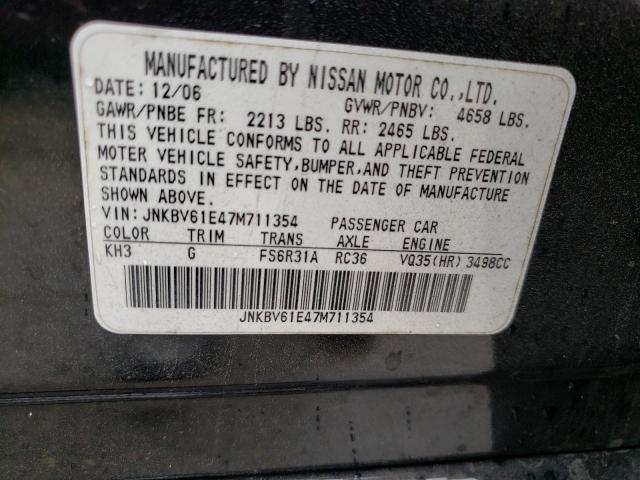 MANUFACTURED BY NISSAN MOTOR CO.,LTD.
DATE: 12/06 GVWR/PNBV: 4658 LBS.
GAWR/PNBE FR: 2213 LBS. RR: 2465 LBS.
THIS VEHICLE CONFORMS TO ALL APPLICABLE FEDERAL
MOTER VEHICLE SAFETY,BUMPER,AND THEFT PREVENTION
STANDARDS IN EFFECT ON THE DATE OF MANUFACTURE
SHOWN ABOVE.
VIN: JNKBV61E47M711354 PASSENGER CAR
COLOR TRIM TRANS AXLE ENGINE
KH3 G FS6R31A RC36 VQ35(HR) 3498CC
JNKBV61E47M711354